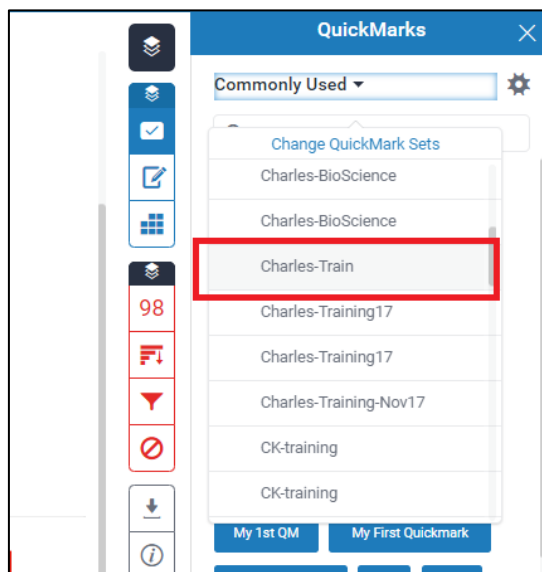 QuickMarks
Commonly Used
Change QuickMark Sets
Charles-BioScience
Charles-BioScience
Charles-Train
98
Charles-Training17
Charles-Training17
Charles-Training-Nov17
CK-training
CK-training
My 1st QM
My First Quickmark